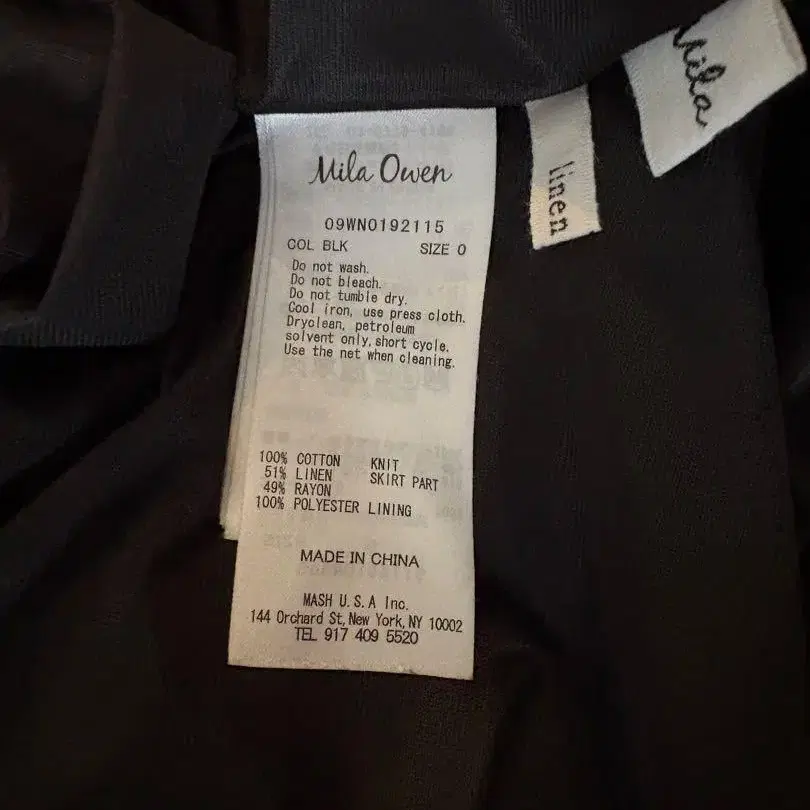 Mila
linen
Mila Owen
09WNO192115
COL BLK SIZE 0
Do not wash.
Do not bleach.
Do not tumble dry.
Cool iron, use press cloth.
Dryclean, petroleum
solvent only, short cycle.
Use the net when cleaning.
100% COTTON KNIT
51% LINEN SKIRT PART
49% RAYON
100% POLYESTER LINING
MADE IN CHINA
MASH U.S.A Inc.
144 Orchard St, New York, NY 10002
TEL 917 409 5520